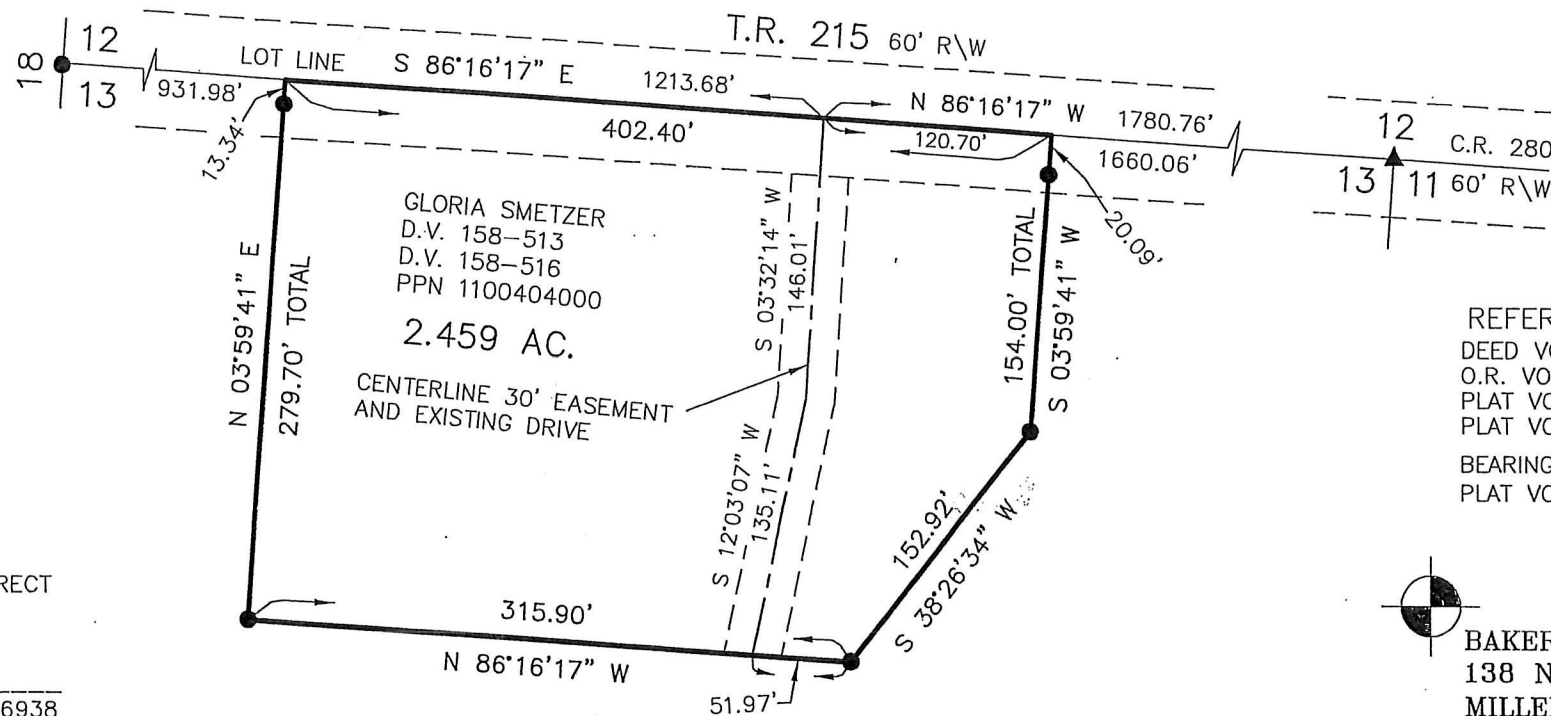 T.R. 215 60' R\W
18
12
13
LOT LINE
S 86°16'17" E
1213.68'
931.98'
13.34'
402.40'
N 86°16'17" W
1780.76'
120.70'
1660.06'
12
13
11
C.R. 280
60' R\W
20.09'
GLORIA SMETZER
D.V. 158-513
D.V. 158-516
PPN 1100404000
2.459 AC.
CENTERLINE 30' EASEMENT
AND EXISTING DRIVE
N 03°59'41" E
279.70' TOTAL
S 03°32'14" W
146.01'
S 12°03'07" W
135.11'
154.00' TOTAL
S 03°59'41" W
152.92'
S 38°26'34" W
315.90'
N 86°16'17" W
51.97'
REFER
DEED VO
O.R. VO
PLAT VO
PLAT VO
BEARING
PLAT VO
RECT
6938
BAKER
138 N
MILLE